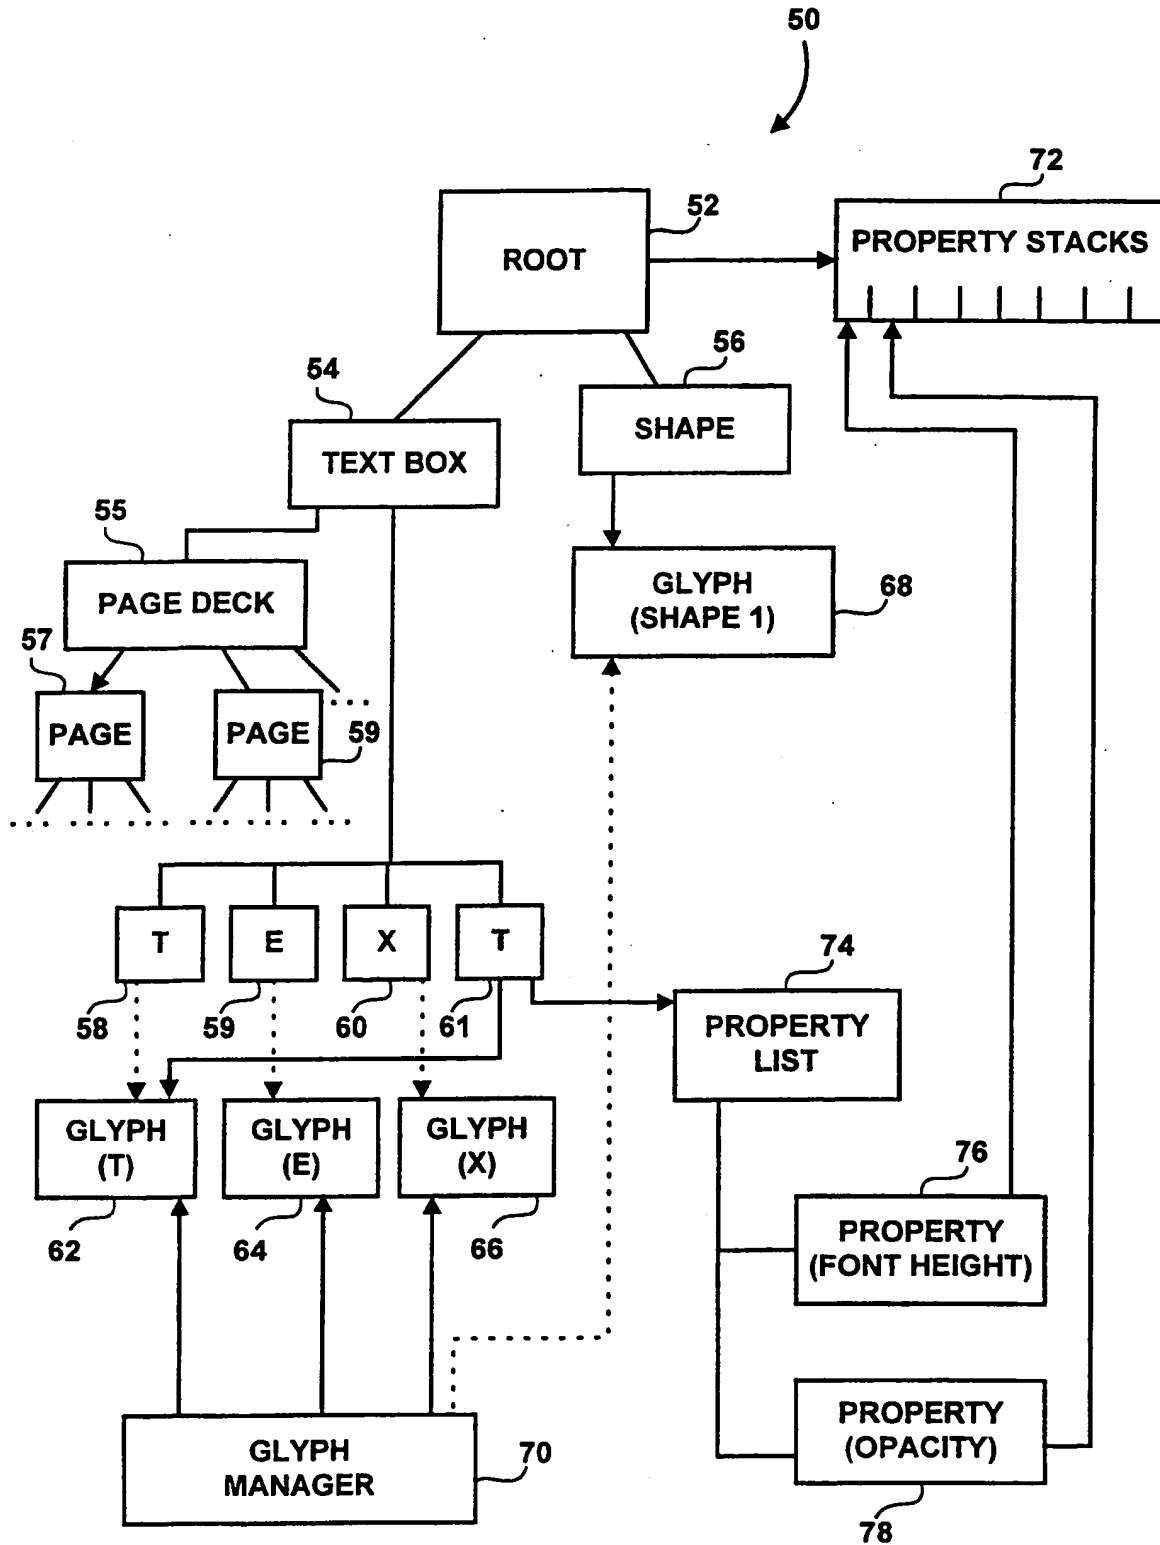 50
72
52
ROOT
PROPERTY STACKS
56
54
SHAPE
TEXT BOX
55
GLYPH
(SHAPE 1)
68
PAGE DECK
57
PAGE
PAGE
59
T
E
X
T
58
59
60
61
74
PROPERTY
LIST
GLYPH
(T)
GLYPH
(E)
GLYPH
(X)
62
64
66
76
PROPERTY
(FONT HEIGHT)
GLYPH
MANAGER
70
PROPERTY
(OPACITY)
78